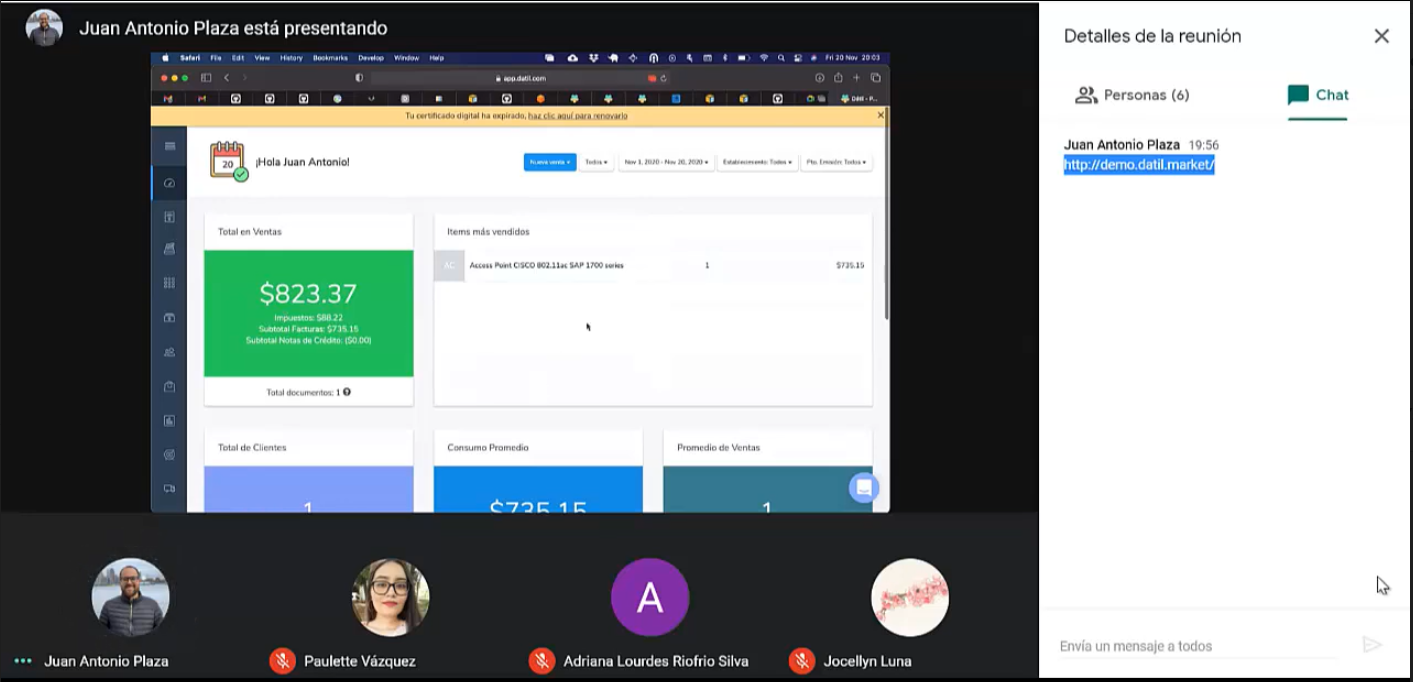 Juan Antonio Plaza está presentando
Safari File Edit View History Bookmarks Develop Window Help
Fri 20 Nov 20:03
app.datil.com
Datil - P...
Tu certificado digital ha expirado, haz clic aquí para renovarlo
20
¡Hola Juan Antonio!
Nueva venta
Todos
Nov 1, 2020 - Nov 20, 2020
Establecimiento: Todos
Pto. Emisión: Todos
Total en Ventas
$823.37
Impuestos: $88.22
Subtotal Facturas: $735.15
Subtotal Notas de Crédito: ($0.00)
Total documentos: 1
Items más vendidos
AC Access Point CISCO 802.11ac SAP 1700 series 1 $735.15
Total de Clientes
1
Consumo Promedio
$735.15
Promedio de Ventas
1
Juan Antonio Plaza
Paulette Vázquez
A
Adriana Lourdes Riofrio Silva
Jocellyn Luna
Detalles de la reunión
Personas (6)
Chat
Juan Antonio Plaza 19:56
http://demo.datil.market/
Envía un mensaje a todos